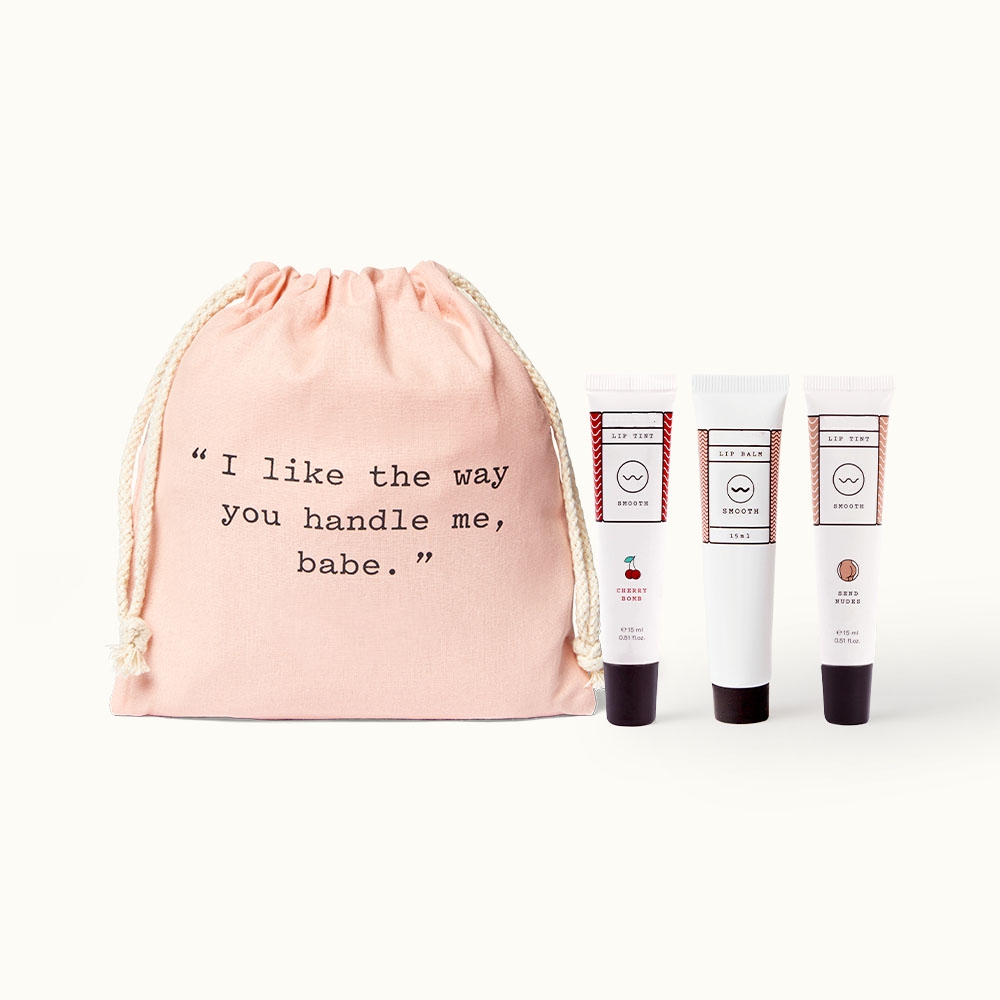 “ I like the way
you handle me,
babe. ”
LIP TINT
SMOOTH
CHERRY
BOMB
℮ 15 ml
0.51 fl.oz.
LIP BALM
SMOOTH
15ml
LIP TINT
SMOOTH
SEND
NUDES
℮ 15 ml
0.51 fl.oz.